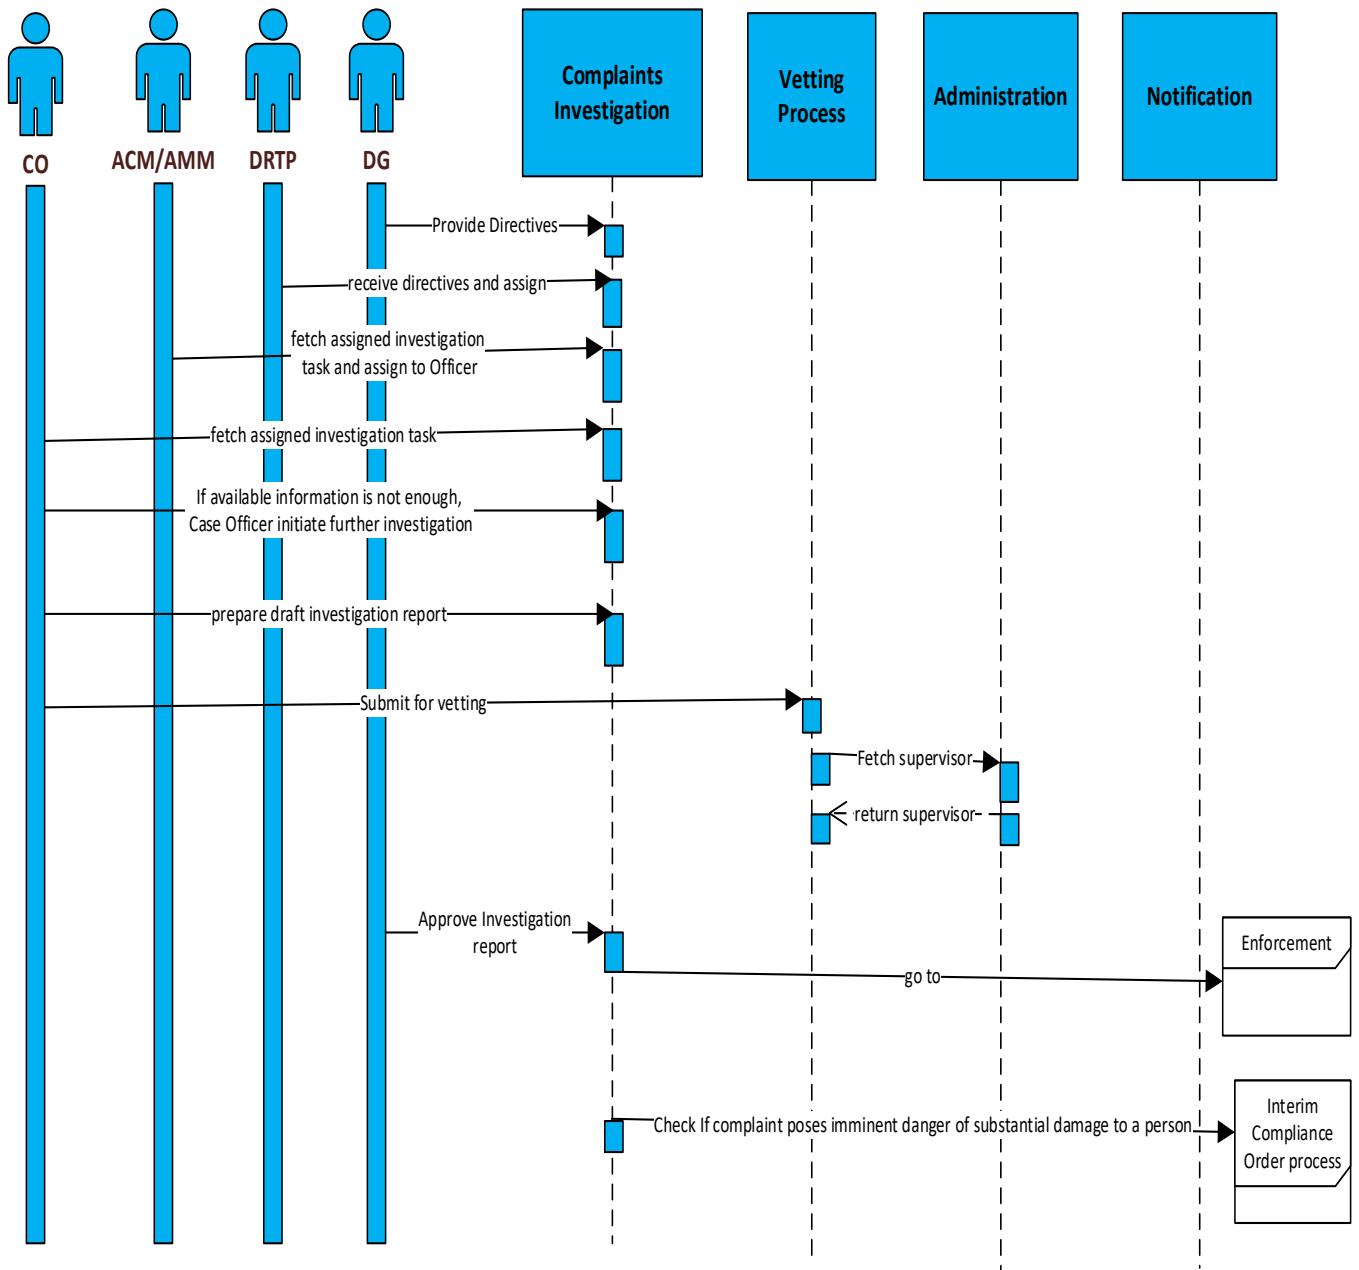 CO
ACM/AMM
DRTP
DG
Complaints
Investigation
Vetting
Process
Administration
Notification
Provide Directives
receive directives and assign
fetch assigned investigation
task and assign to Officer
fetch assigned investigation task
If available information is not enough,
Case Officer initiate further investigation
prepare draft investigation report
Submit for vetting
Fetch supervisor
return supervisor
Approve Investigation
report
Enforcement
go to
Check If complaint poses imminent danger of substantial damage to a person
Interim
Compliance
Order process